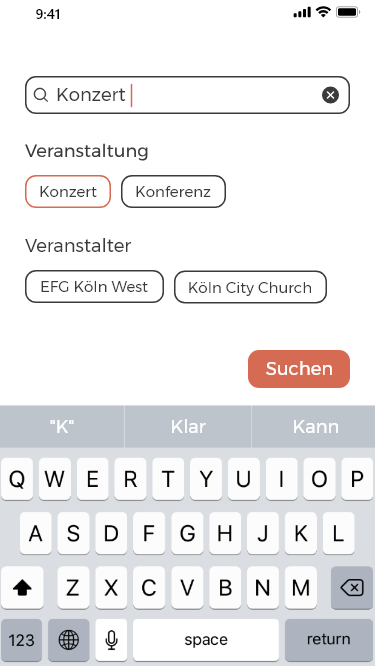 9:41
Konzert
Veranstaltung
Konzert Konferenz
Veranstalter
EFG Köln West Köln City Church
Suchen
"K" Klar Kann
Q W E R T Y U I O P
A S D F G H J K L
Z X C V B N M
123 space return